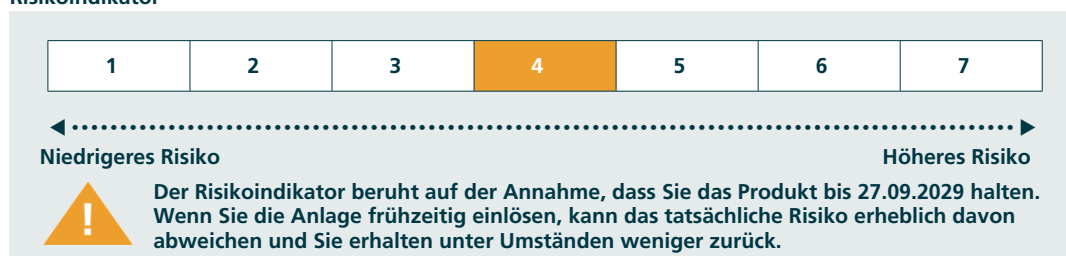 Risikoindikator
1 2 3 4 5 6 7
Niedrigeres Risiko Höheres Risiko
! Der Risikoindikator beruht auf der Annahme, dass Sie das Produkt bis 27.09.2029 halten.
Wenn Sie die Anlage frühzeitig einlösen, kann das tatsächliche Risiko erheblich davon
abweichen und Sie erhalten unter Umständen weniger zurück.